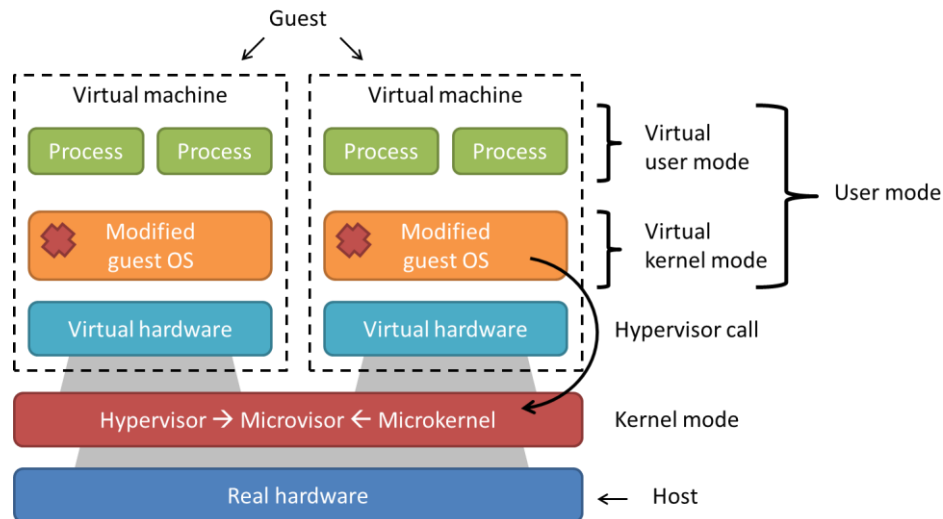 Guest
Virtual machine
Virtual machine
Process
Process
Process
Process
Virtual
user mode
User mode
Modified
guest OS
Modified
guest OS
Virtual
kernel mode
Virtual hardware
Virtual hardware
Hypervisor call
Hypervisor → Microvisor ← Microkernel
Kernel mode
Real hardware
Host